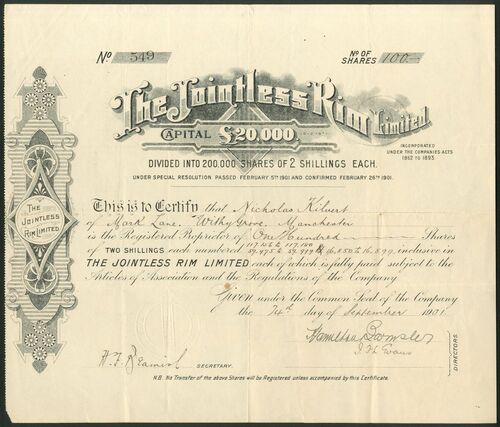 No 549
No OF SHARES 100
The Jointless Rim Limited
CAPITAL £20,000
INCORPORATED UNDER THE COMPANIES ACTS 1862 TO 1893
DIVIDED INTO 200,000 SHARES OF 2 SHILLINGS EACH.
UNDER SPECIAL RESOLUTION PASSED FEBRUARY 5TH 1901 AND CONFIRMED FEBRUARY 26TH 1901.
This is to Certify that Nicholas Kilvert
of Mark Lane, Withy Grove, Manchester
is the Registered Proprietor of One Hundred Shares
TWO SHILLINGS each numbered inclusive in
THE JOINTLESS RIM LIMITED each of which is fully paid subject to the
Articles of Association and the Regulations of the Company
Given under the Common Seal of the Company
the 14th day of September 1901
THE JOINTLESS RIM LIMITED
DIRECTORS
SECRETARY.
N.B. No Transfer of the above Shares will be Registered unless accompanied by this Certificate.